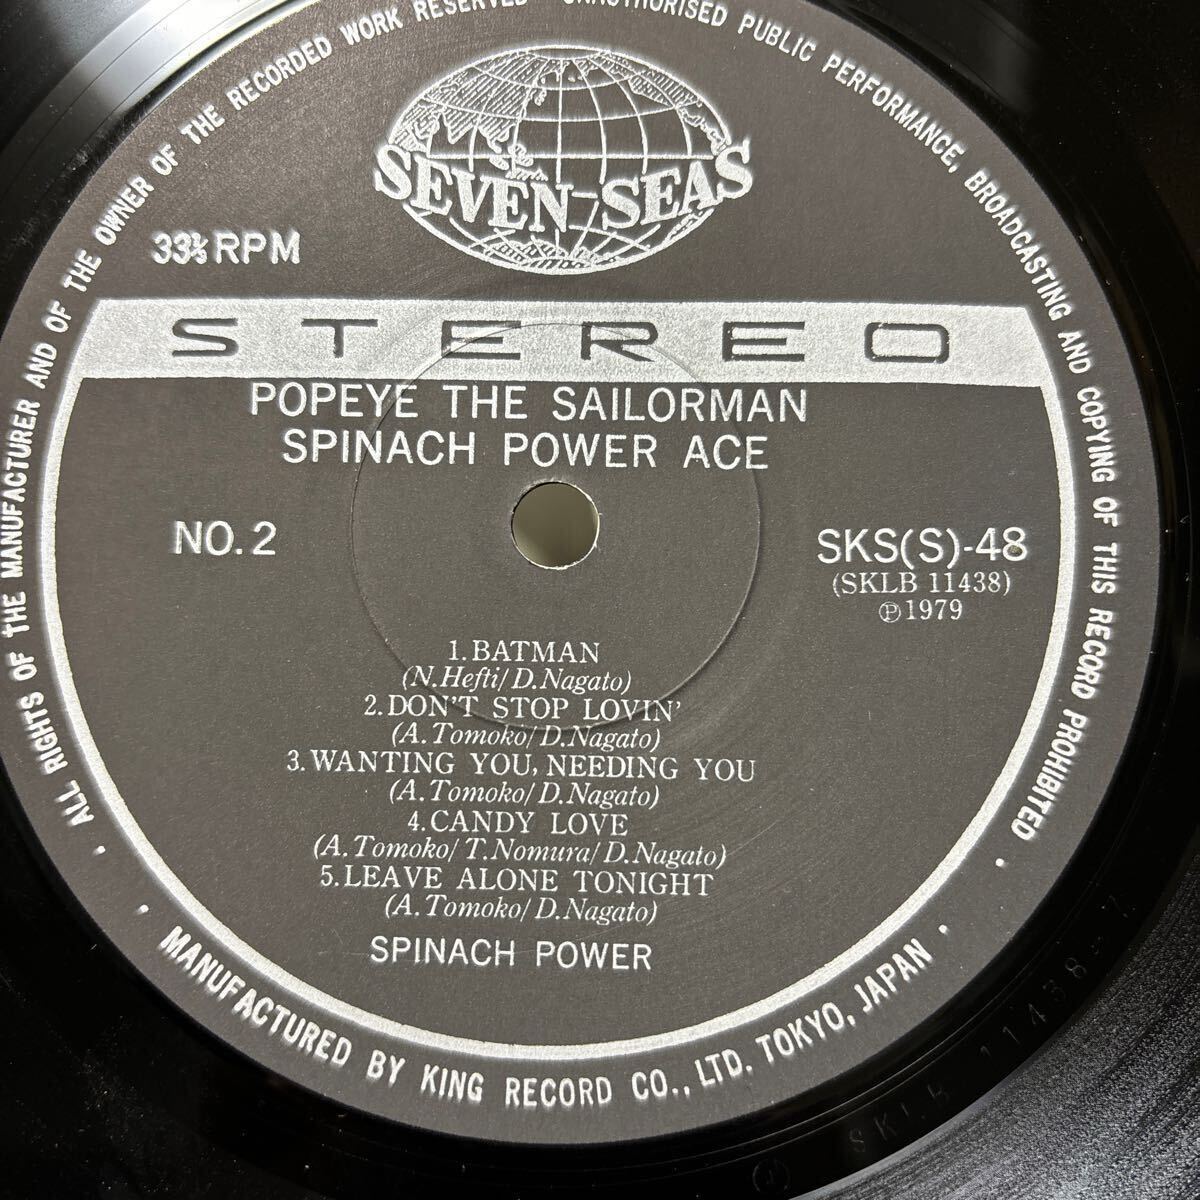 ALL RIGHTS OF THE MANUFACTURER AND OF THE OWNER OF THE RECORDED WORK RESERVED UNAUTHORISED PUBLIC PERFORMANCE, BROADCASTING AND COPYING OF THIS RECORD PROHIBITED
SEVEN SEAS
33⅓ RPM
STEREO
POPEYE THE SAILORMAN
SPINACH POWER ACE
NO.2
SKS(S)-48
(SKLB 11438)
Ⓟ1979
1.BATMAN
(N.Hefti/D.Nagato)
2.DON'T STOP LOVIN'
(A.Tomoko/D.Nagato)
3.WANTING YOU, NEEDING YOU
(A.Tomoko/D.Nagato)
4.CANDY LOVE
(A.Tomoko/T.Nomura/D.Nagato)
5.LEAVE ALONE TONIGHT
(A.Tomoko/D.Nagato)
SPINACH POWER
· MANUFACTURED BY KING RECORD CO., LTD. TOKYO, JAPAN ·
SKLB 11438